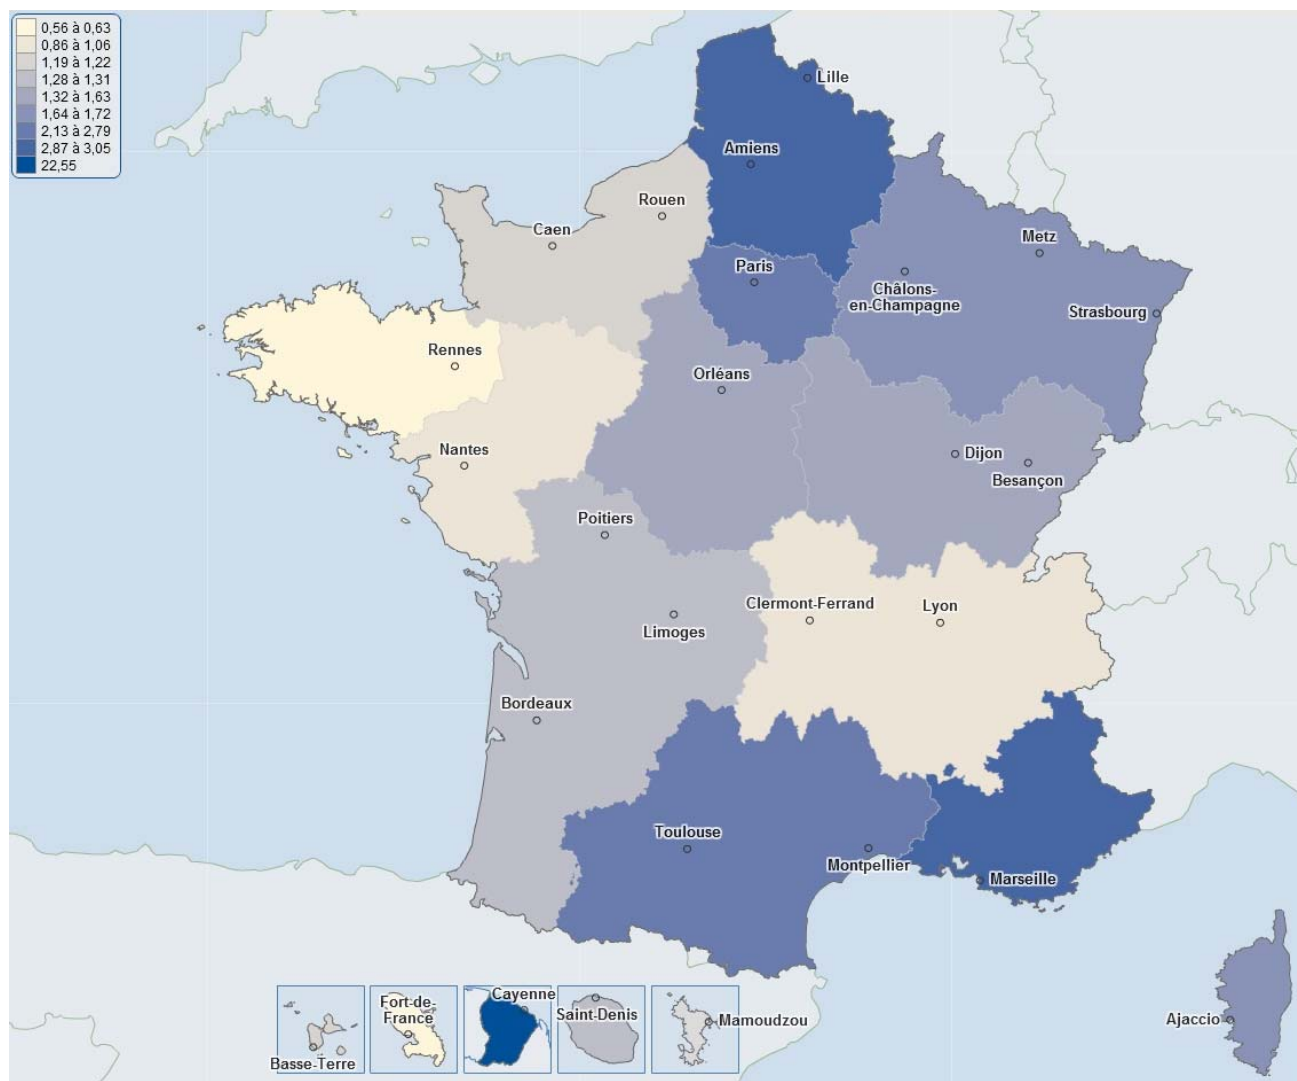 0,56 à 0,63
0,86 à 1,06
1,19 à 1,22
1,28 à 1,31
1,32 à 1,63
1,64 à 1,72
2,13 à 2,79
2,87 à 3,05
22,55
Lille
Amiens
Rouen
Caen
Metz
Paris
Châlons-
en-Champagne
Strasbourg
Rennes
Orléans
Nantes
Dijon
Besançon
Poitiers
Clermont-Ferrand
Lyon
Limoges
Bordeaux
Toulouse
Montpellier
Marseille
Ajaccio
Basse-Terre
Fort-de-
France
Cayenne
Saint-Denis
Mamoudzou